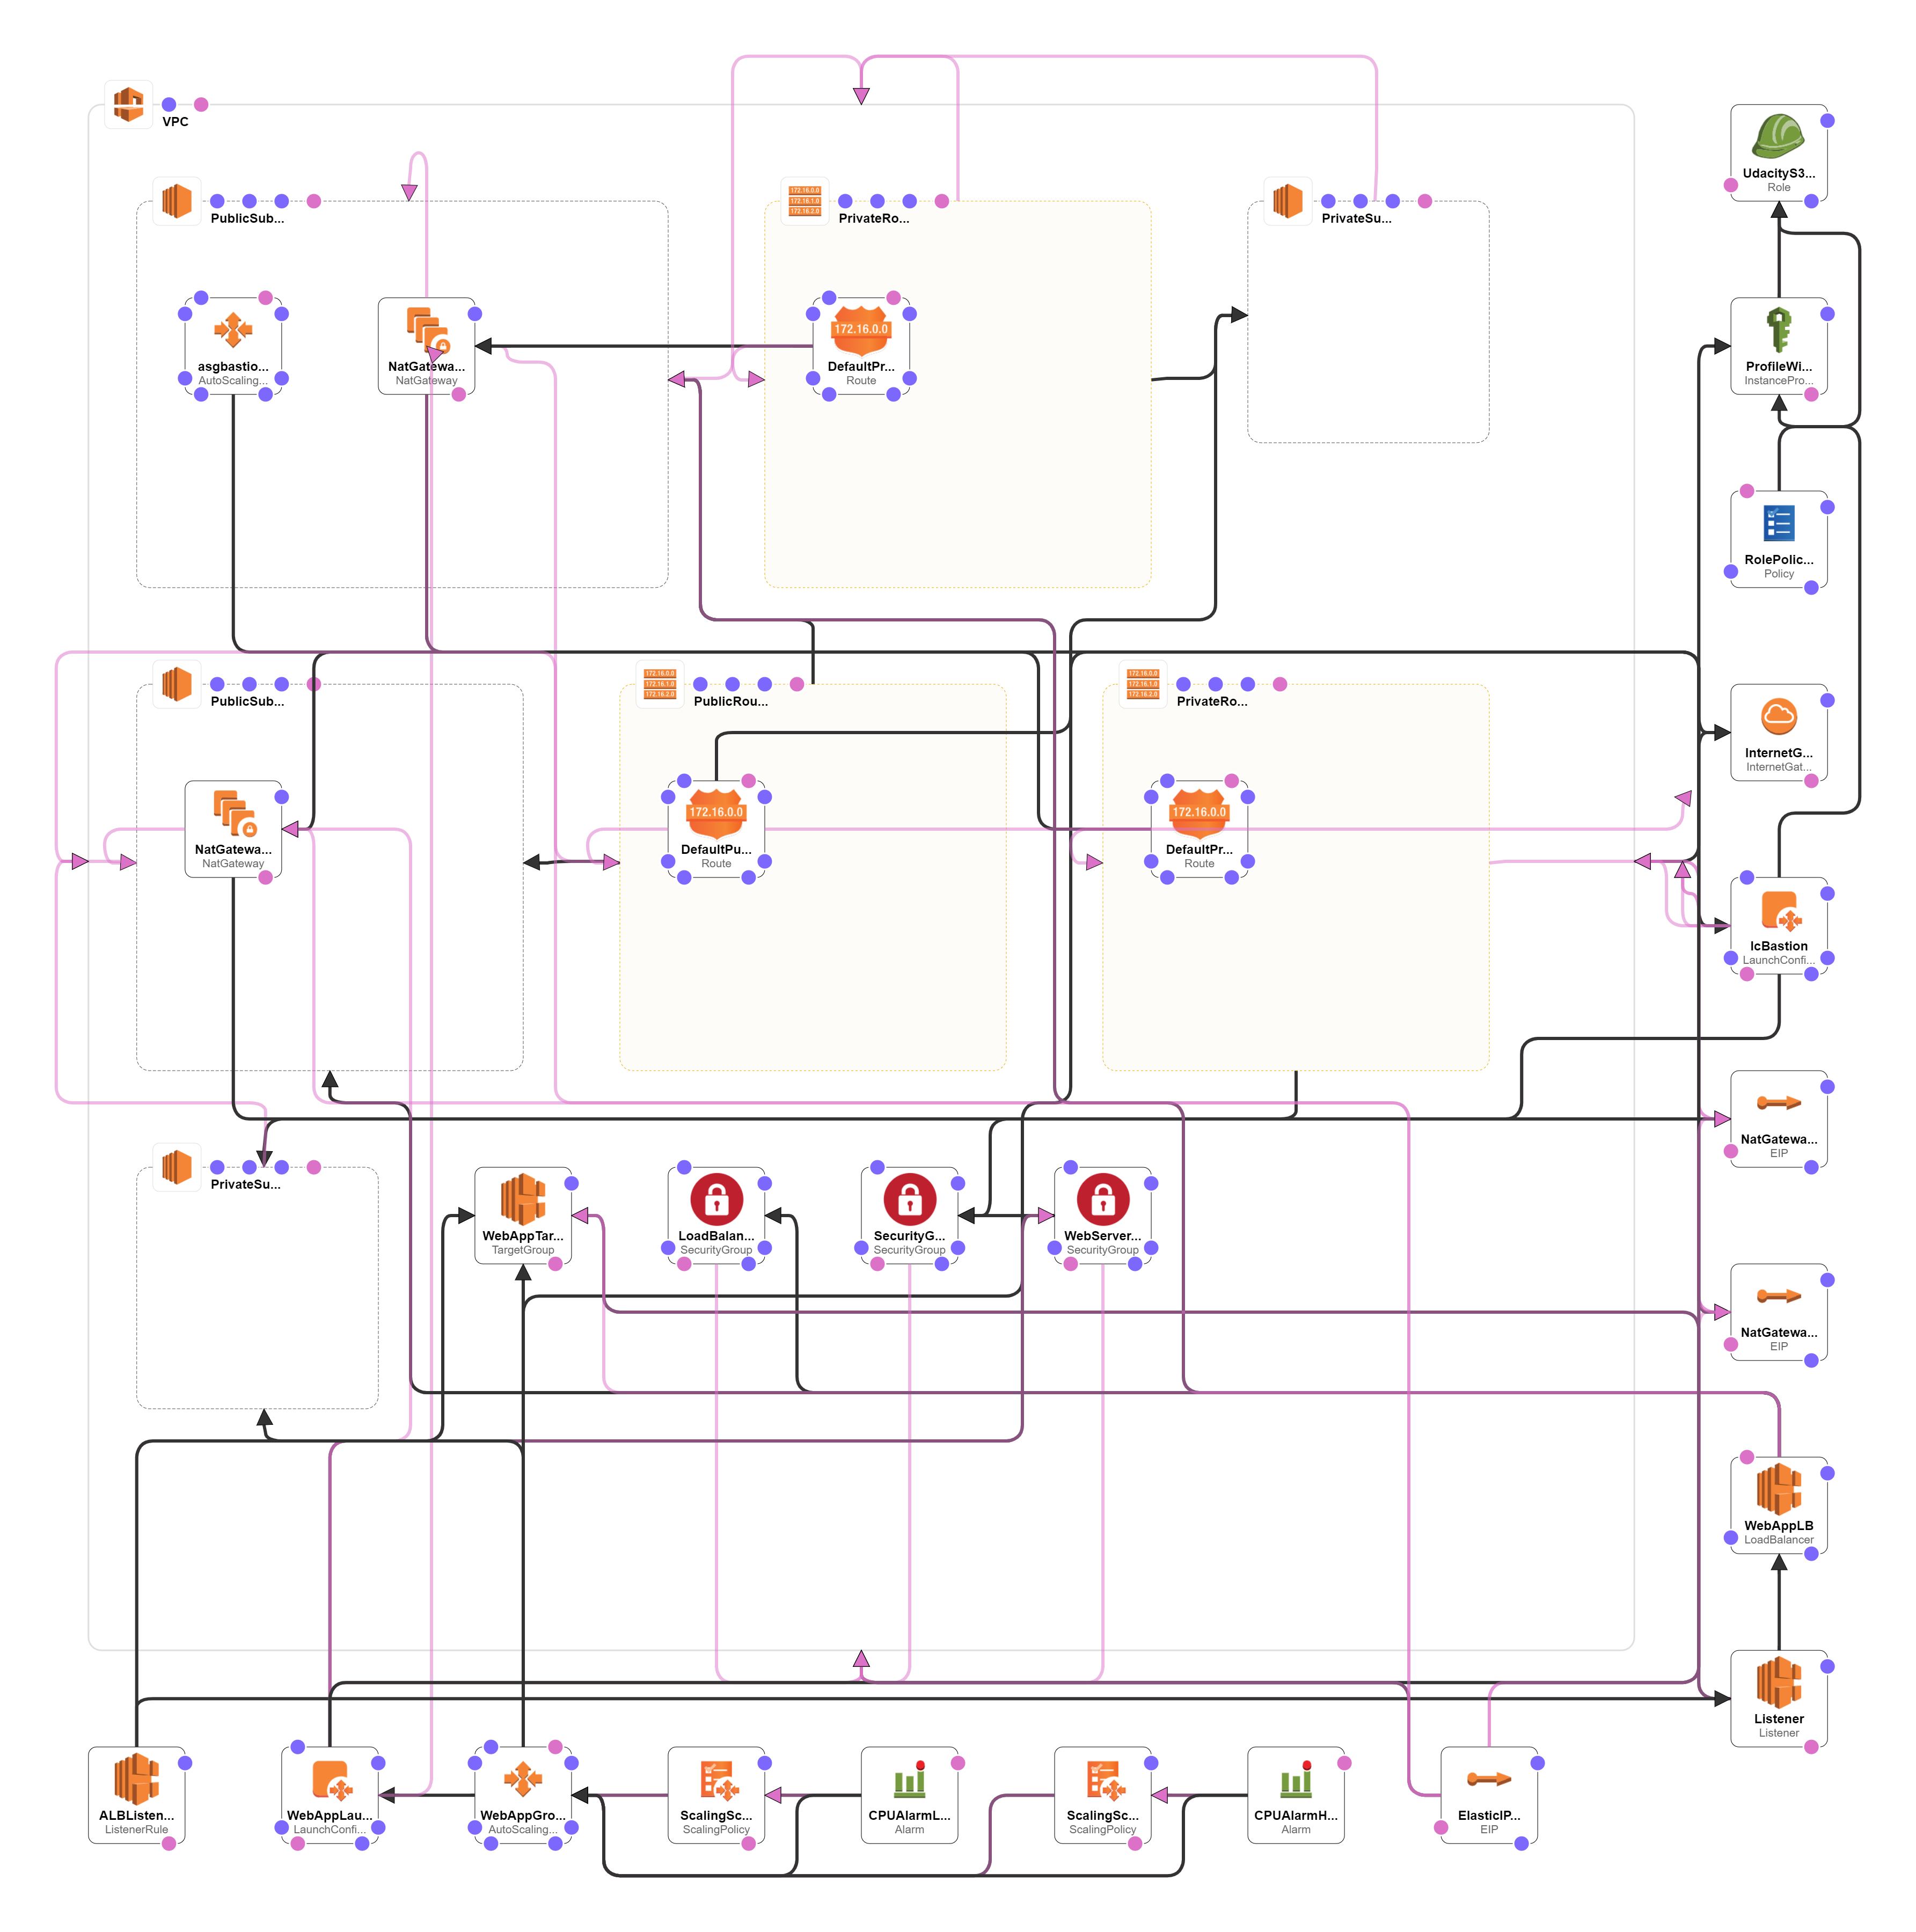 VPC
UdacityS3...
Role
PublicSub...
172.16.0.0
172.16.1.0
172.16.2.0
PrivateRo...
PrivateSu...
asgbastio...
AutoScaling...
NatGatewa...
NatGateway
172.16.0.0
DefaultPr...
Route
ProfileWi...
InstancePro...
RolePolic...
Policy
PublicSub...
172.16.0.0
172.16.1.0
172.16.2.0
PublicRou...
172.16.0.0
172.16.1.0
172.16.2.0
PrivateRo...
InternetG...
InternetGat...
NatGatewa...
NatGateway
172.16.0.0
DefaultPu...
Route
172.16.0.0
DefaultPr...
Route
lcBastion
LaunchConfi...
NatGatewa...
EIP
PrivateSu...
WebAppTar...
TargetGroup
LoadBalan...
SecurityGroup
SecurityG...
SecurityGroup
WebServer...
SecurityGroup
NatGatewa...
EIP
WebAppLB
LoadBalancer
Listener
Listener
ALBListen...
ListenerRule
WebAppLau...
LaunchConfi...
WebAppGro...
AutoScaling...
ScalingSc...
ScalingPolicy
CPUAlarmL...
Alarm
ScalingSc...
ScalingPolicy
CPUAlarmH...
Alarm
ElasticIP...
EIP